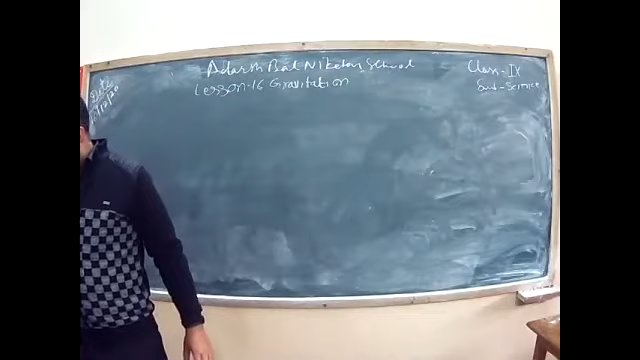 Adarsh Bal Niketan School
Lesson-16 Gravitation
Class-IX
Sub-Science
Date